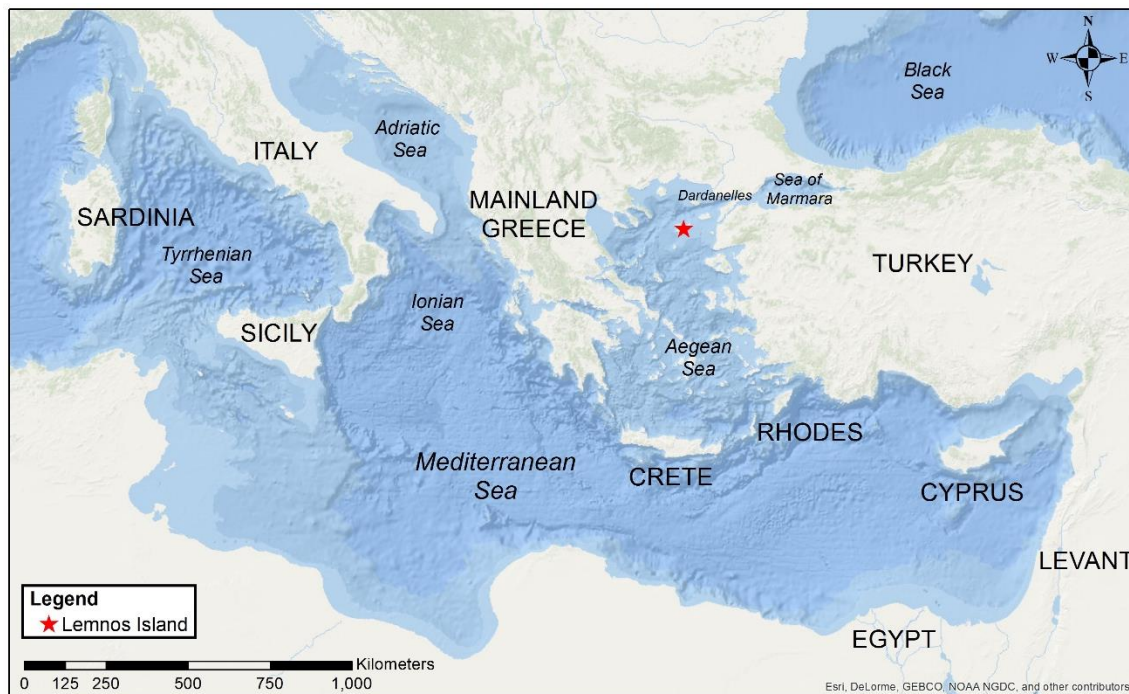 N
W E
S
Black
Sea
Adriatic
Sea
ITALY
Sea of
Marmara
Dardanelles
MAINLAND
GREECE
SARDINIA
Tyrrhenian
Sea
TURKEY
Ionian
Sea
SICILY
Aegean
Sea
RHODES
Mediterranean
Sea
CRETE
CYPRUS
LEVANT
Legend
Lemnos Island
EGYPT
Kilometers
0 125 250 500 750 1,000
Esri, DeLorme, GEBCO, NOAA NGDC, and other contributors